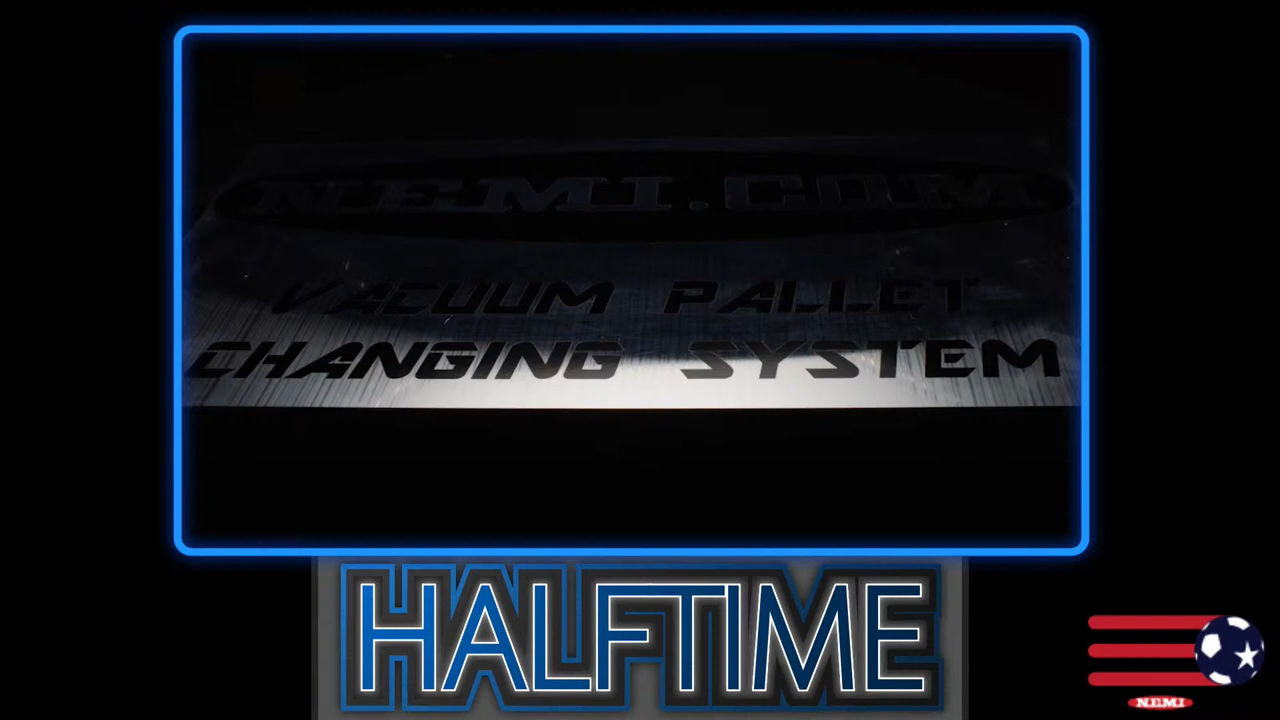 NEMI.COM
VACUUM PALLET
CHANGING SYSTEM
HALFTIME
NEMI